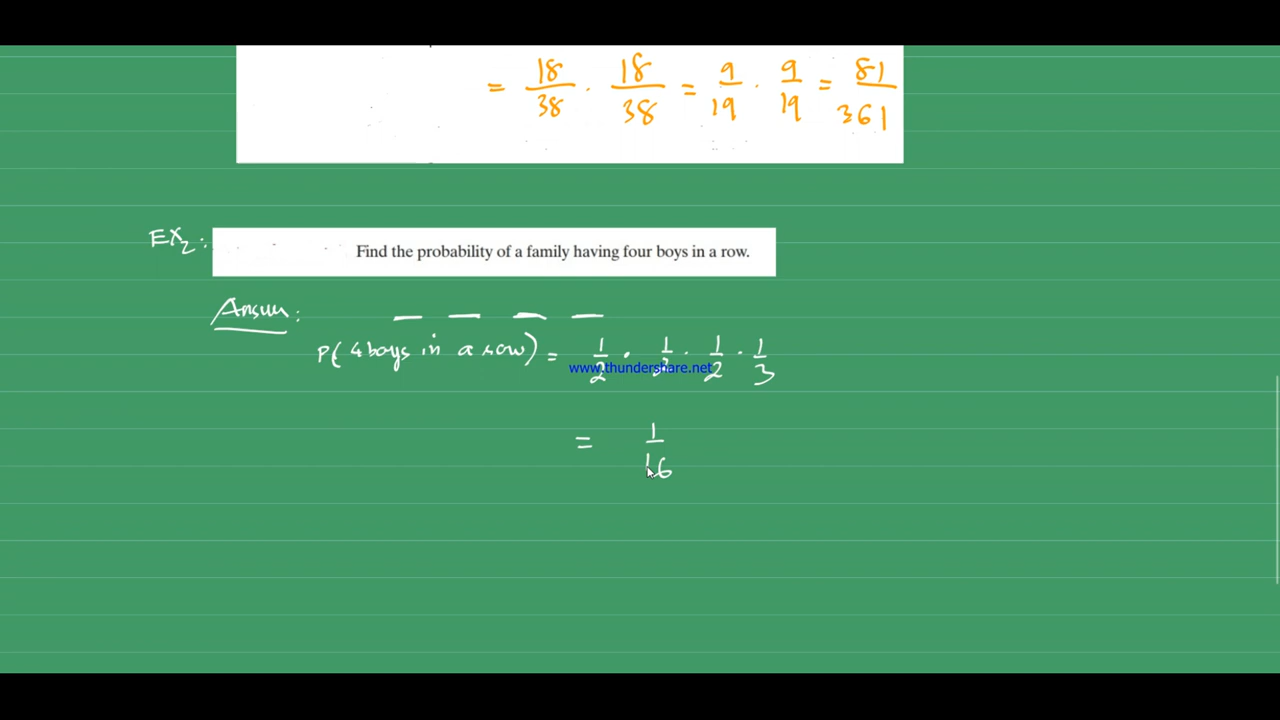 = 18/38 · 18/38 = 9/19 · 9/19 = 81/361
EX2:
Find the probability of a family having four boys in a row.
Answer:
P(4 boys in a row) = 1/2 · 1/2 · 1/2 · 1/3
www.thundershare.net
= 1/16